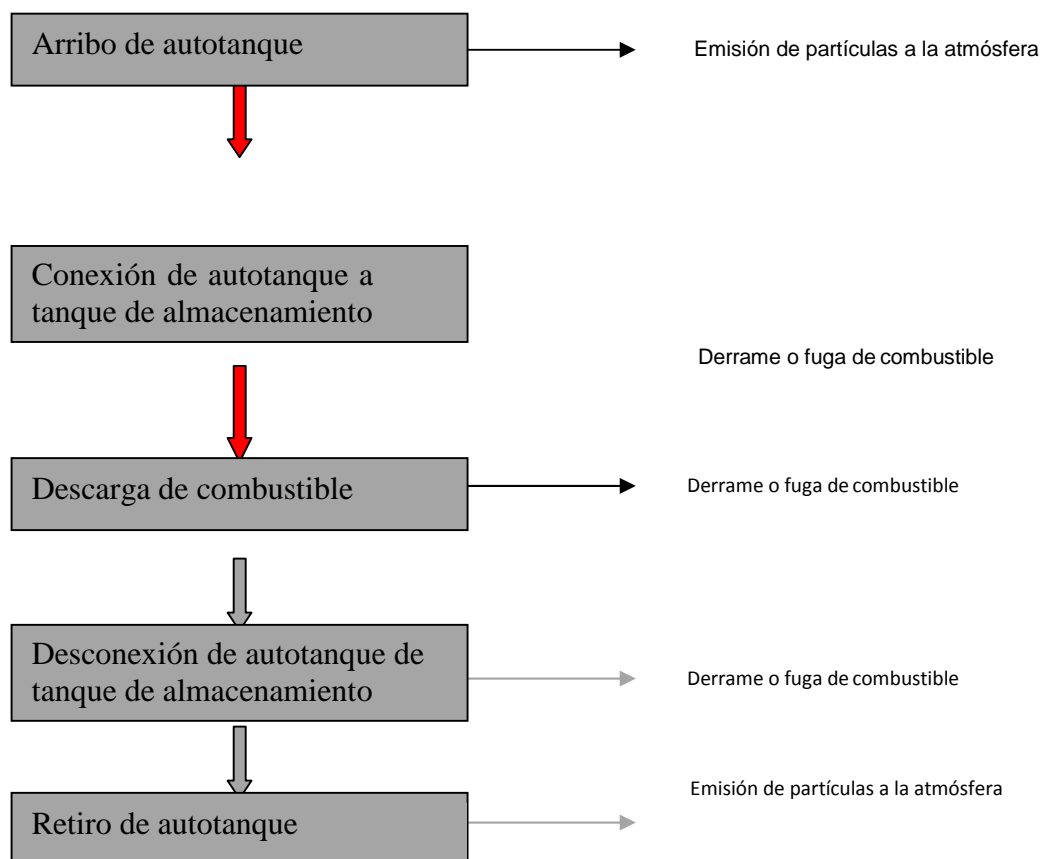 Arribo de autotanque
Emisión de partículas a la atmósfera
Conexión de autotanque a
tanque de almacenamiento
Derrame o fuga de combustible
Descarga de combustible
Derrame o fuga de combustible
Desconexión de autotanque de
tanque de almacenamiento
Derrame o fuga de combustible
Emisión de partículas a la atmósfera
Retiro de autotanque